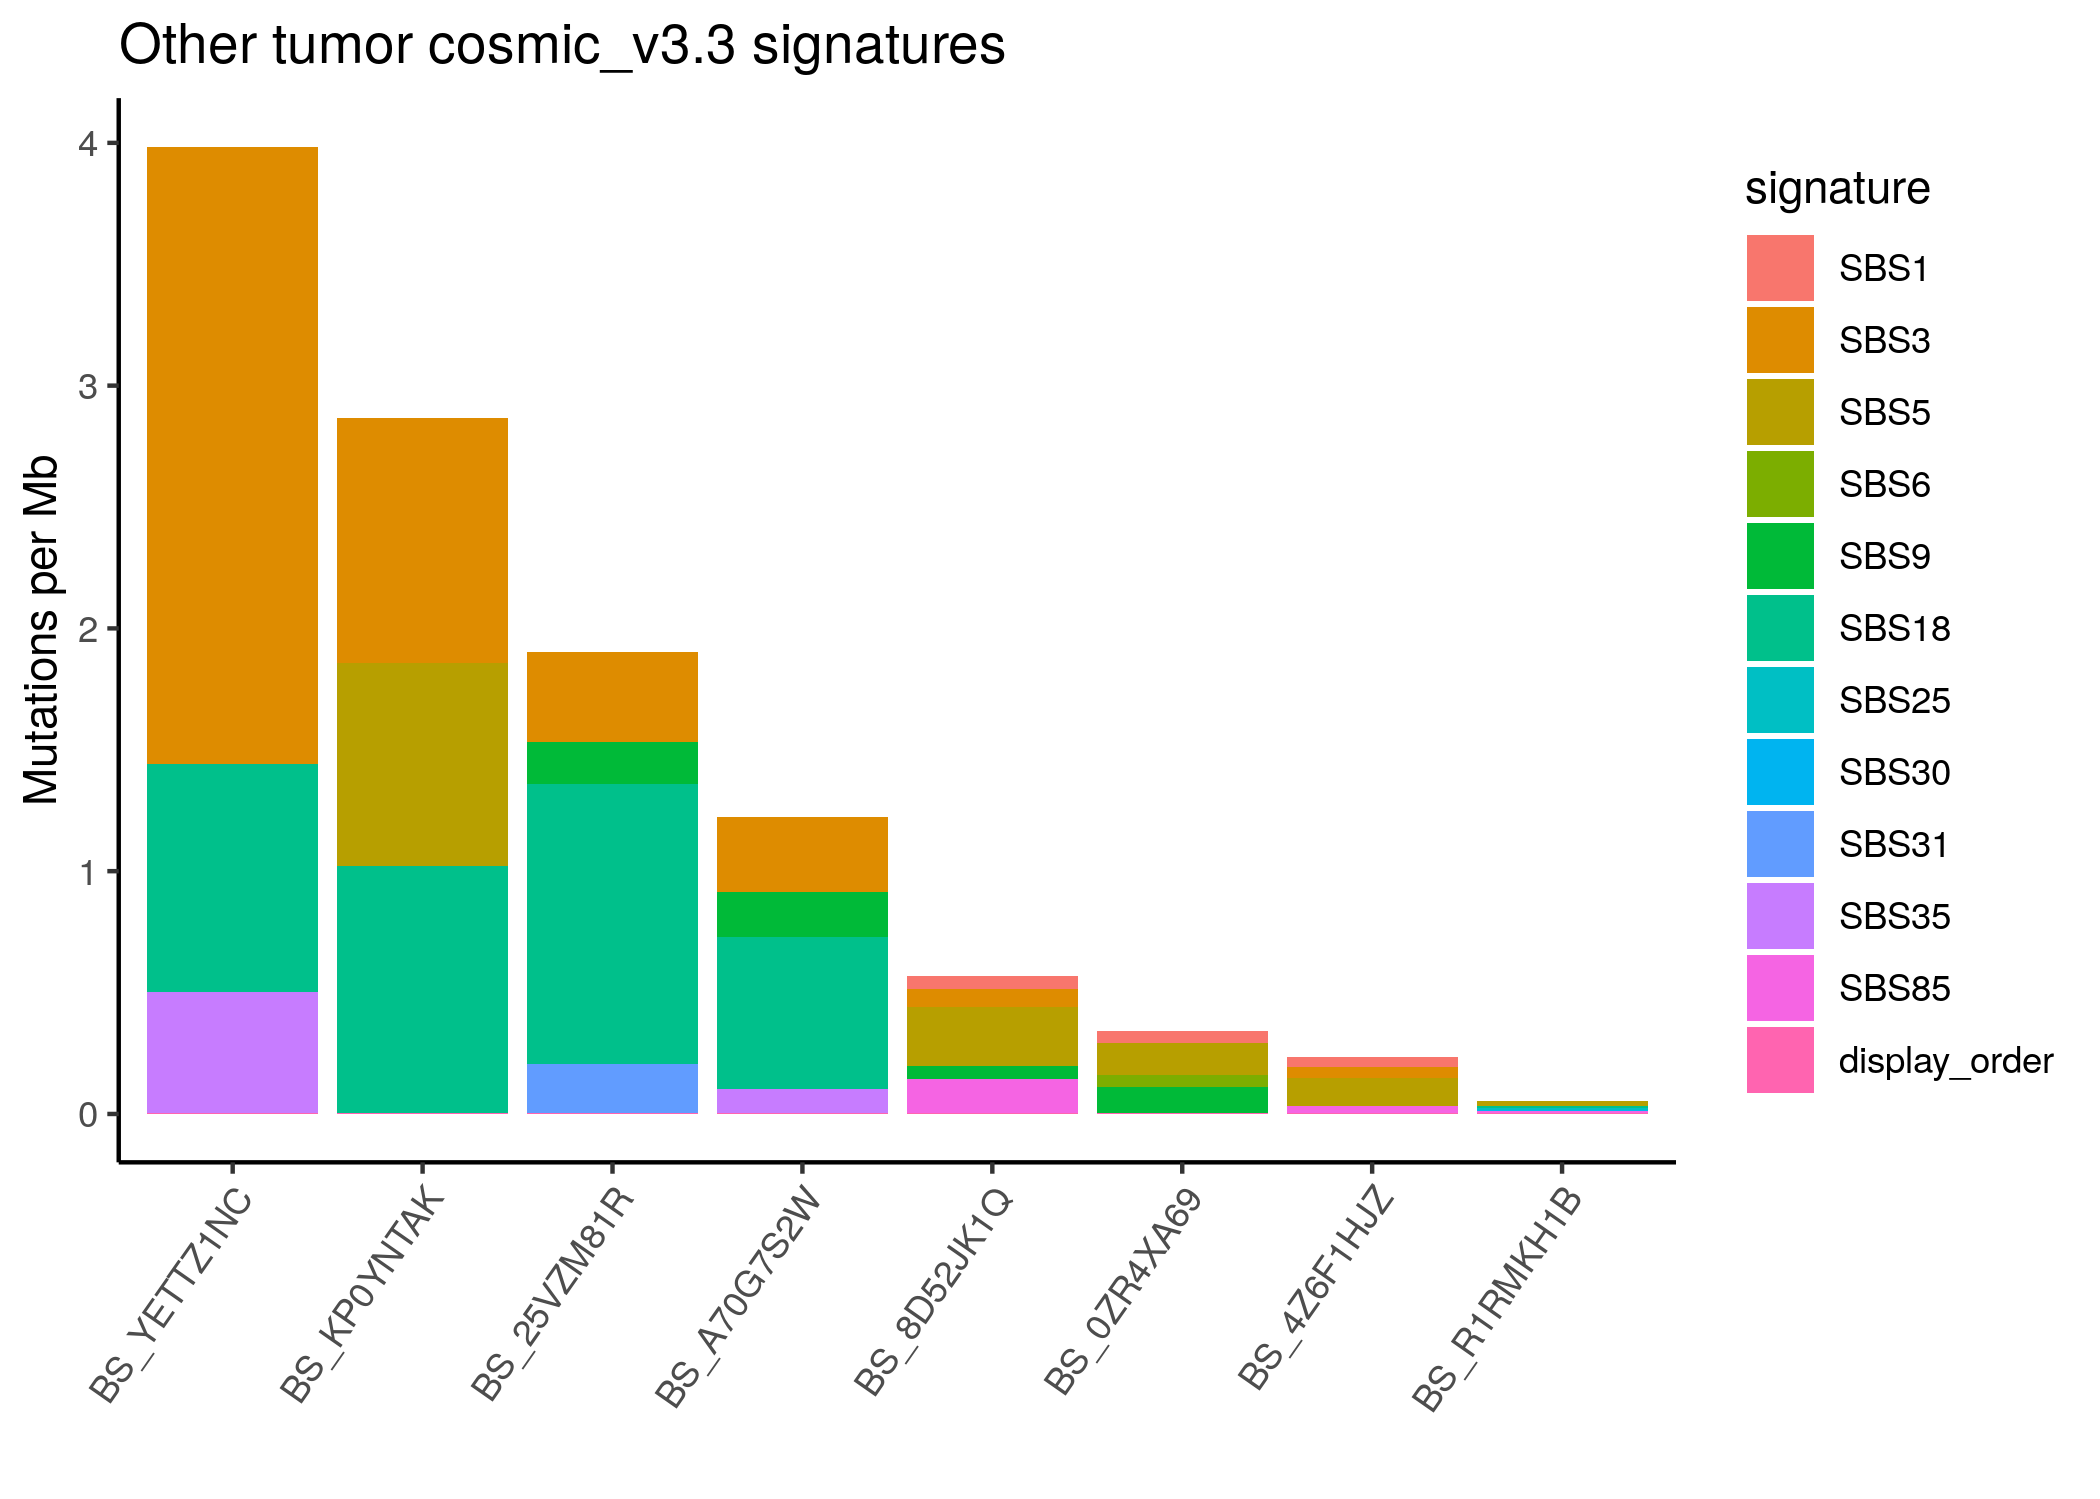 Other tumor cosmic_v3.3 signatures
Mutations per Mb
4
3
2
1
0
BS_YETTZ1NC
BS_KP0YNTAK
BS_25VZM81R
BS_A70G7S2W
BS_8D52JK1Q
BS_0ZR4XA69
BS_4Z6F1HJZ
BS_R1RMKH1B
signature
SBS1
SBS3
SBS5
SBS6
SBS9
SBS18
SBS25
SBS30
SBS31
SBS35
SBS85
display_order